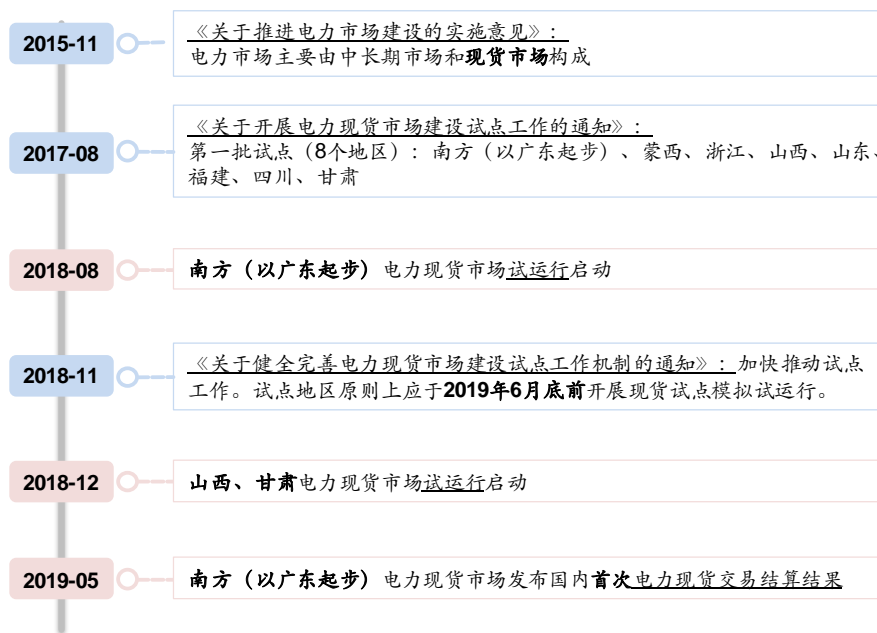 2015-11
《关于推进电力市场建设的实施意见》:
电力市场主要由中长期市场和现货市场构成
2017-08
《关于开展电力现货市场建设试点工作的通知》:
第一批试点（8个地区）: 南方（以广东起步）、蒙西、浙江、山西、山东、
福建、四川、甘肃
2018-08
南方（以广东起步）电力现货市场试运行启动
2018-11
《关于健全完善电力现货市场建设试点工作机制的通知》: 加快推动试点
工作。试点地区原则上应于2019年6月底前开展现货试点模拟试运行。
2018-12
山西、甘肃电力现货市场试运行启动
2019-05
南方（以广东起步）电力现货市场发布国内首次电力现货交易结算结果